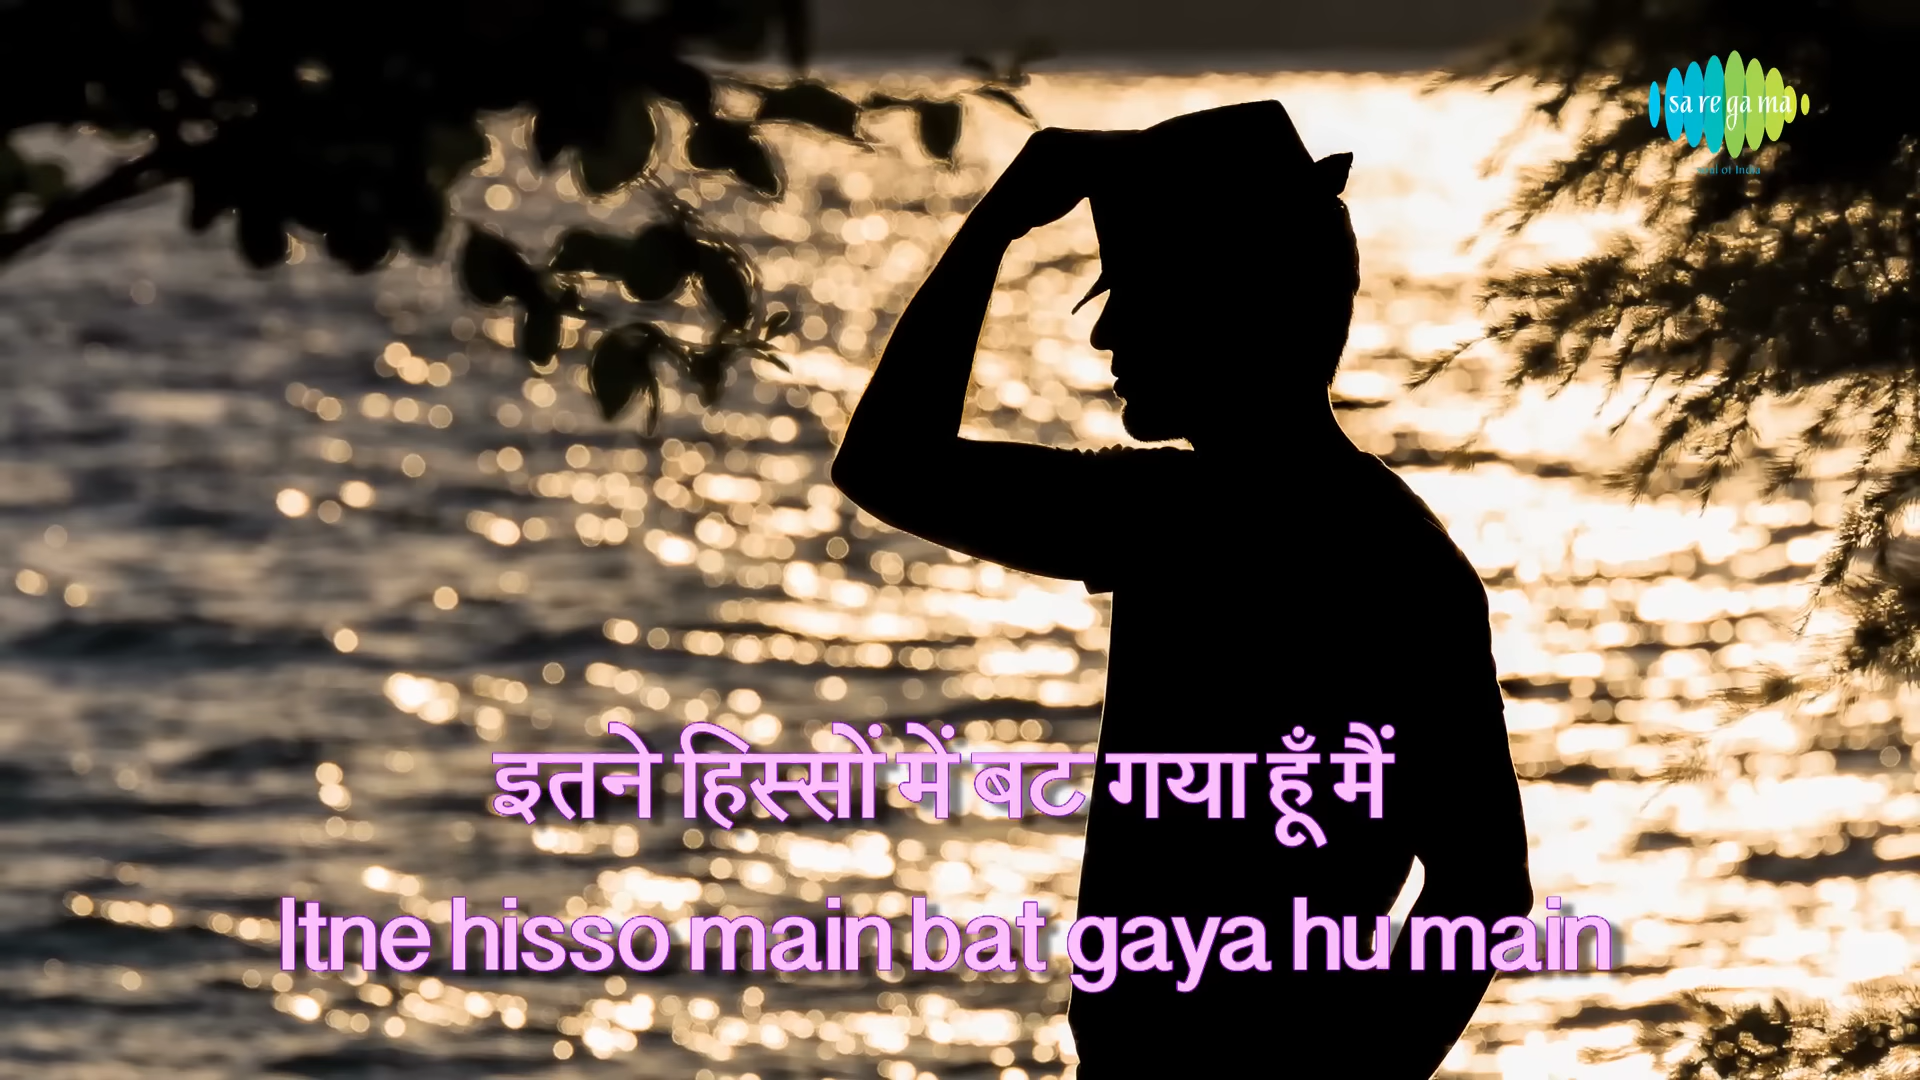 sa re ga ma
इतने हिस्सों में बट गया हूँ मैं
Itne hisso main bat gaya hu main